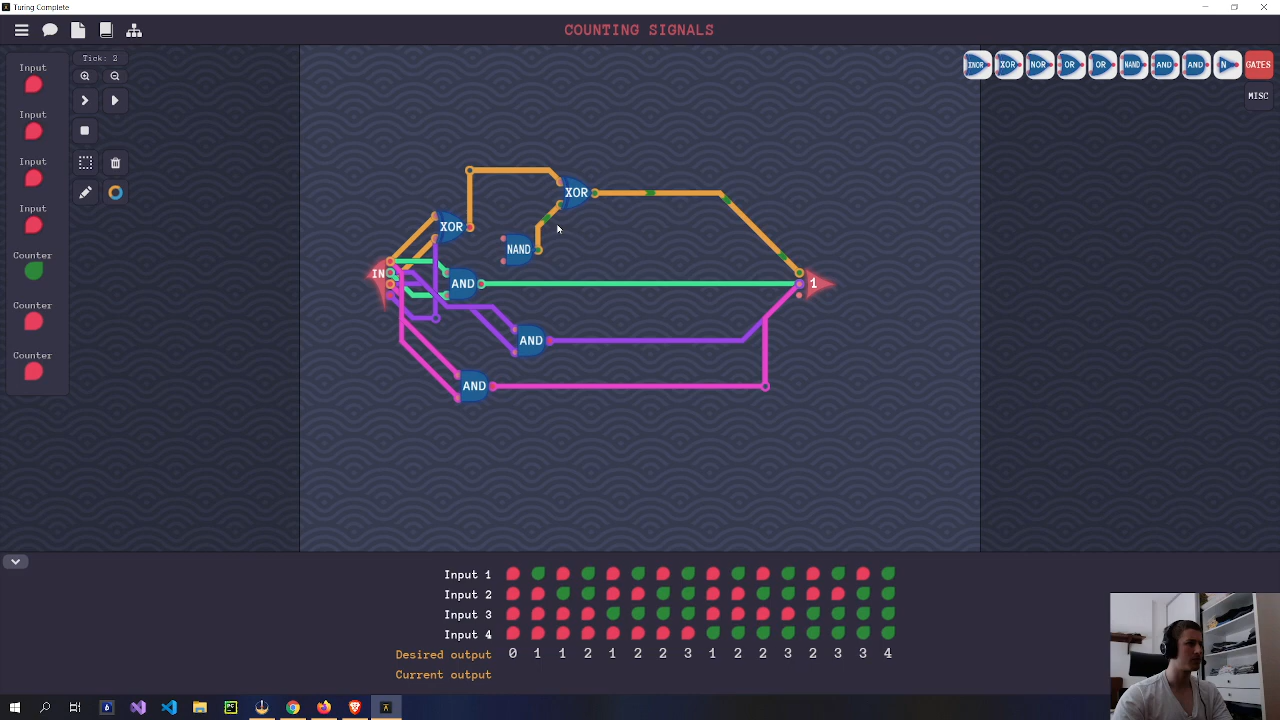 Turing Complete
COUNTING SIGNALS
Tick: 2
Input
Input
Input
Input
Counter
Counter
Counter
XOR
NOR
OR
OR
NAND
AND
AND
N
GATES
MISC
XOR
XOR
NAND
IN
AND
1
AND
AND
Input 1
Input 2
Input 3
Input 4
Desired output 0 1 1 2 1 2 2 3 1 2 2 3 2 3 3 4
Current output